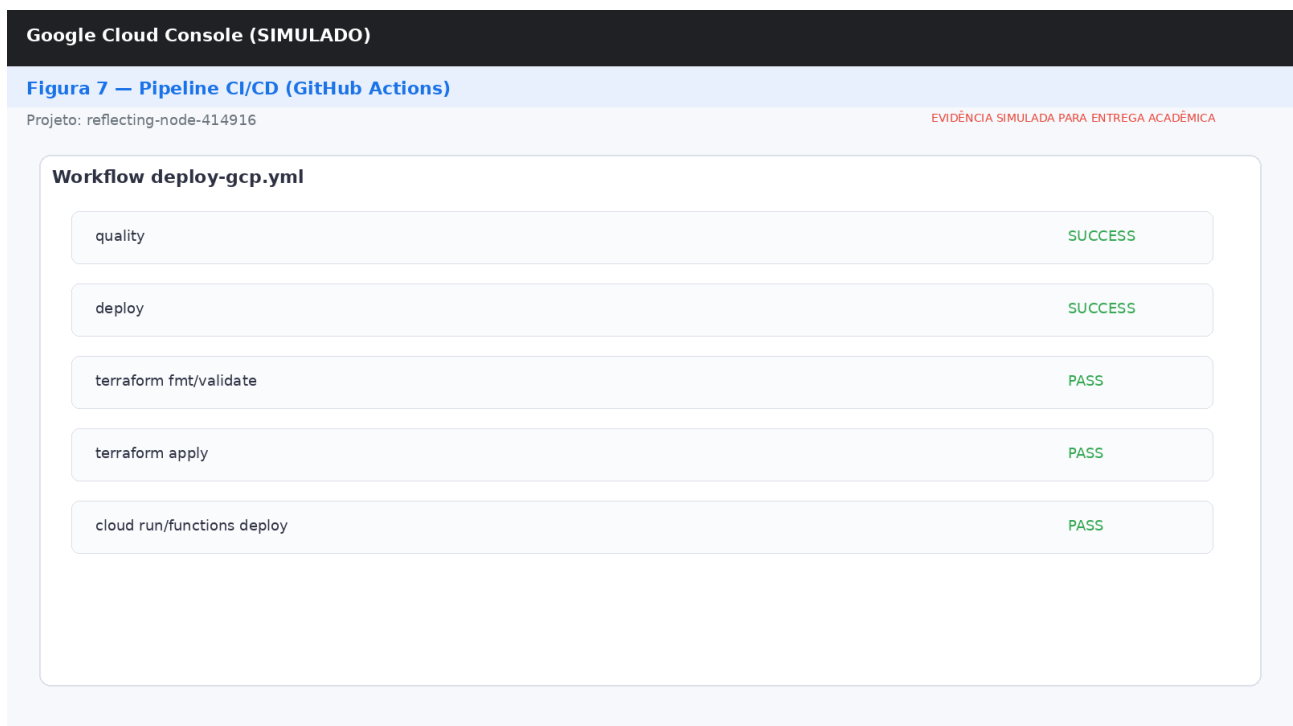 Google Cloud Console (SIMULADO)
Figura 7 — Pipeline CI/CD (GitHub Actions)
Projeto: reflecting-node-414916
EVIDÊNCIA SIMULADA PARA ENTREGA ACADÊMICA
Workflow deploy-gcp.yml
quality SUCCESS
deploy SUCCESS
terraform fmt/validate PASS
terraform apply PASS
cloud run/functions deploy PASS